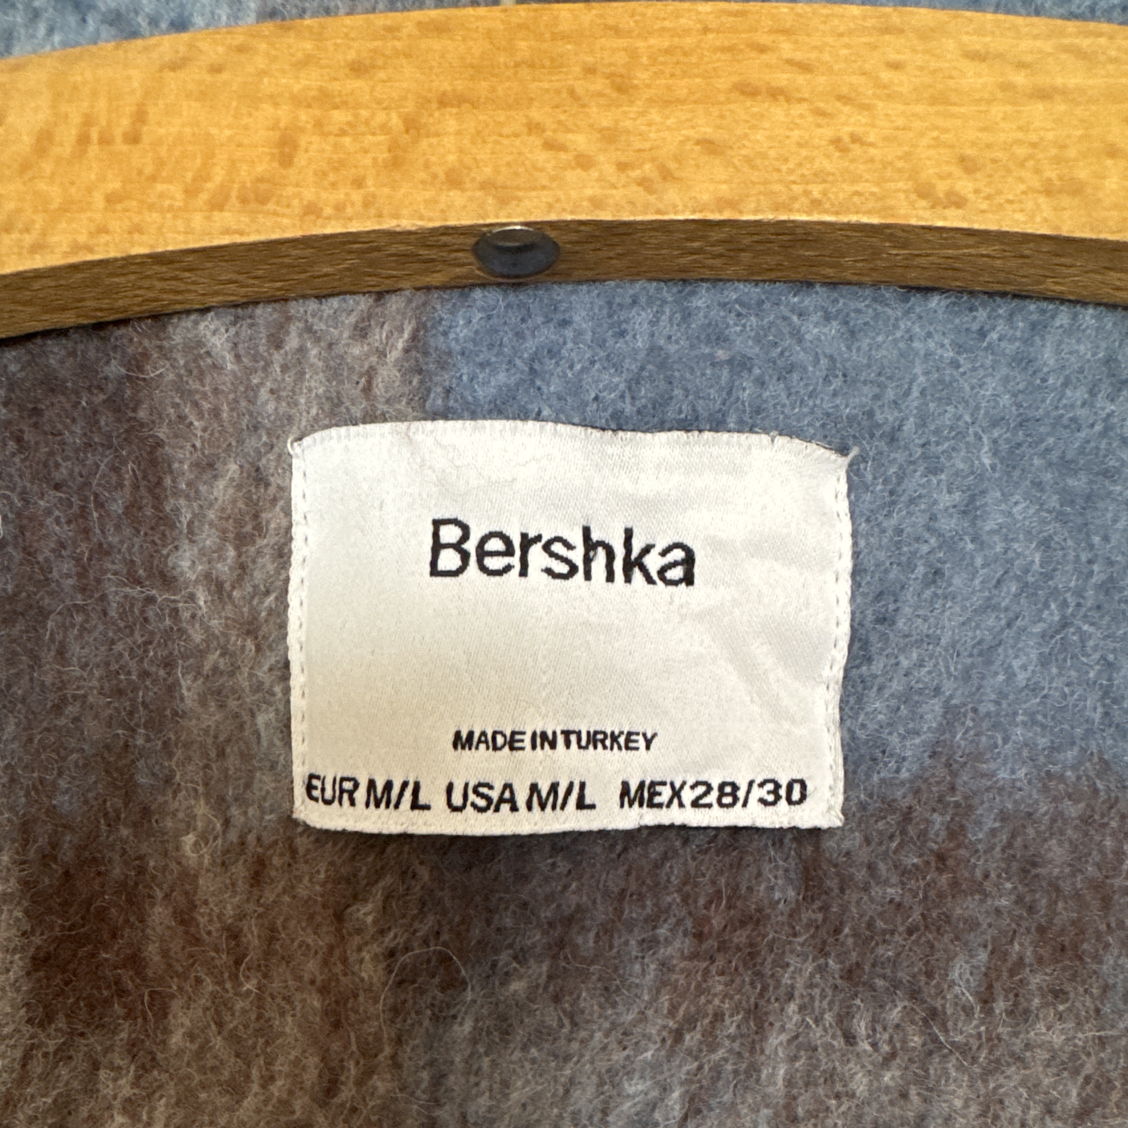 Bershka
MADE IN TURKEY
EUR M/L USA M/L MEX 28/30